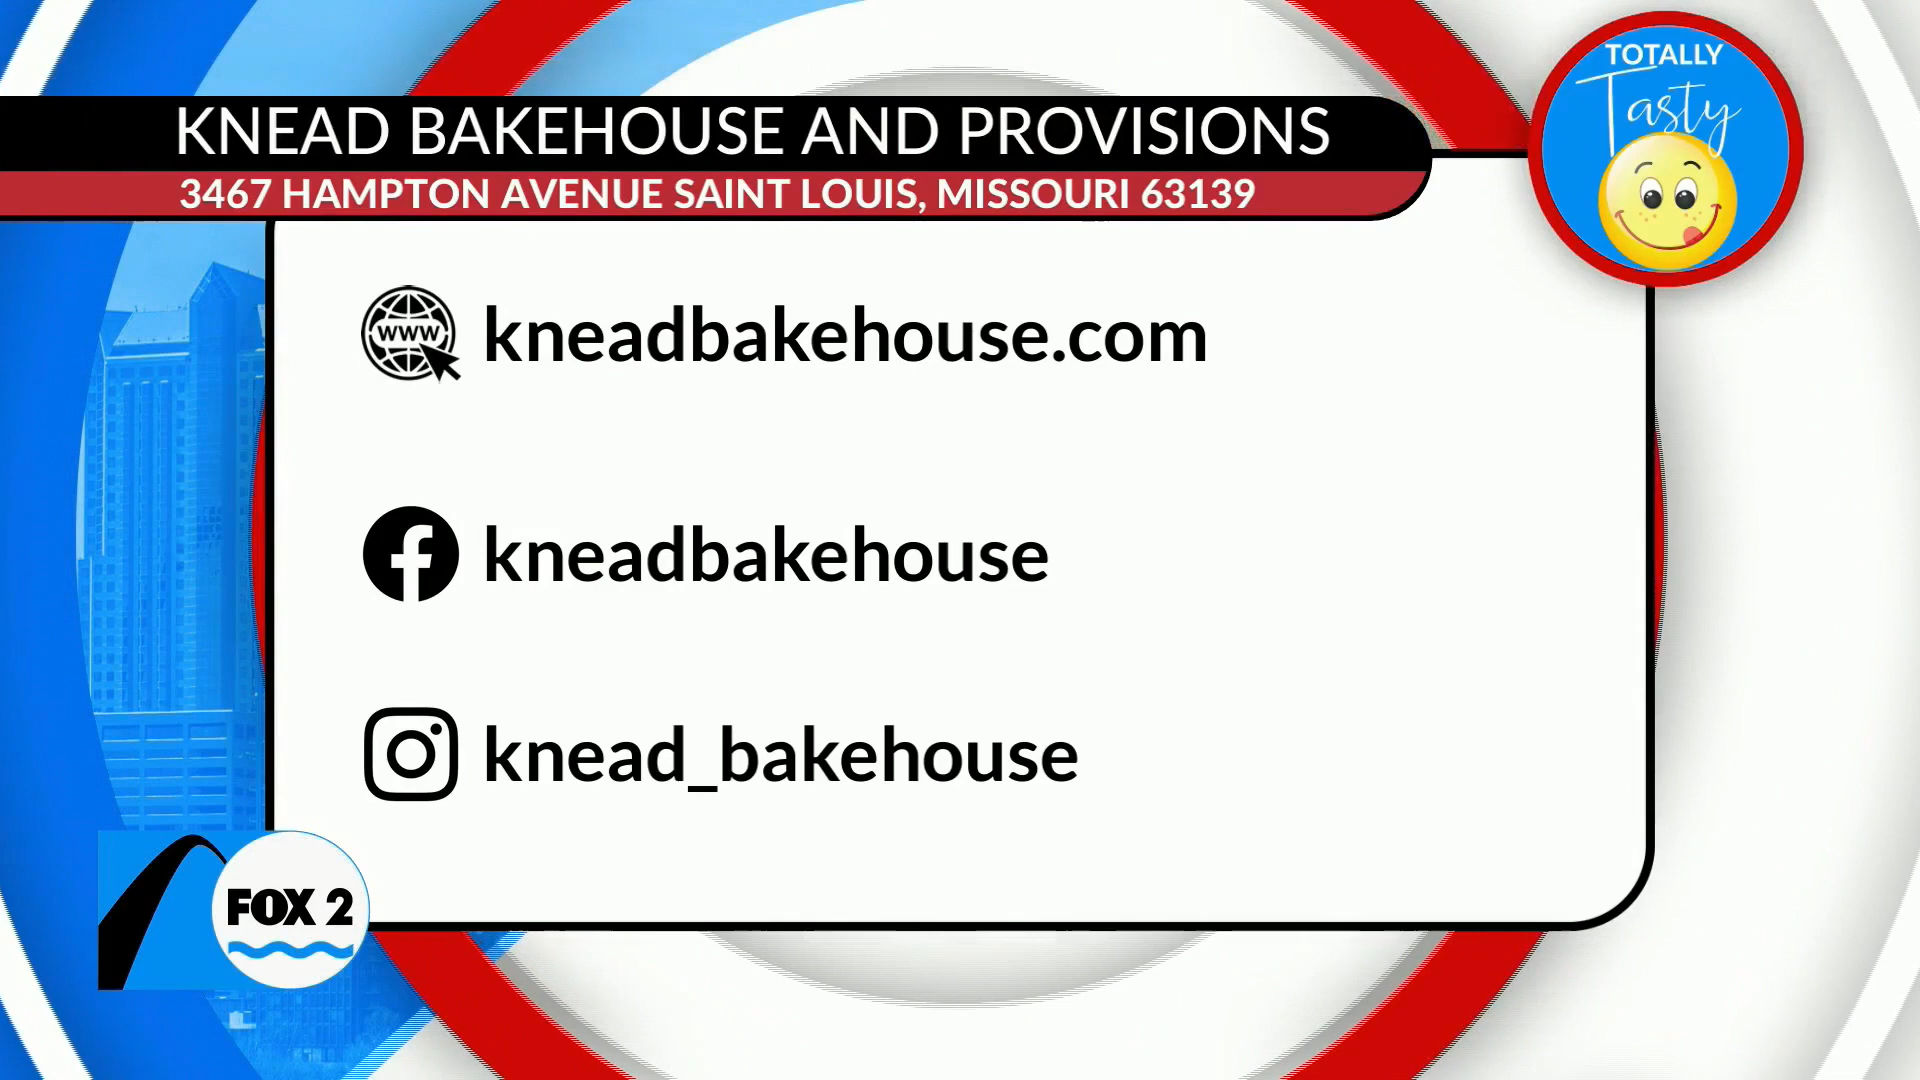 KNEAD BAKEHOUSE AND PROVISIONS
3467 HAMPTON AVENUE SAINT LOUIS, MISSOURI 63139
TOTALLY
Tasty
www
kneadbakehouse.com
kneadbakehouse
knead_bakehouse
FOX 2